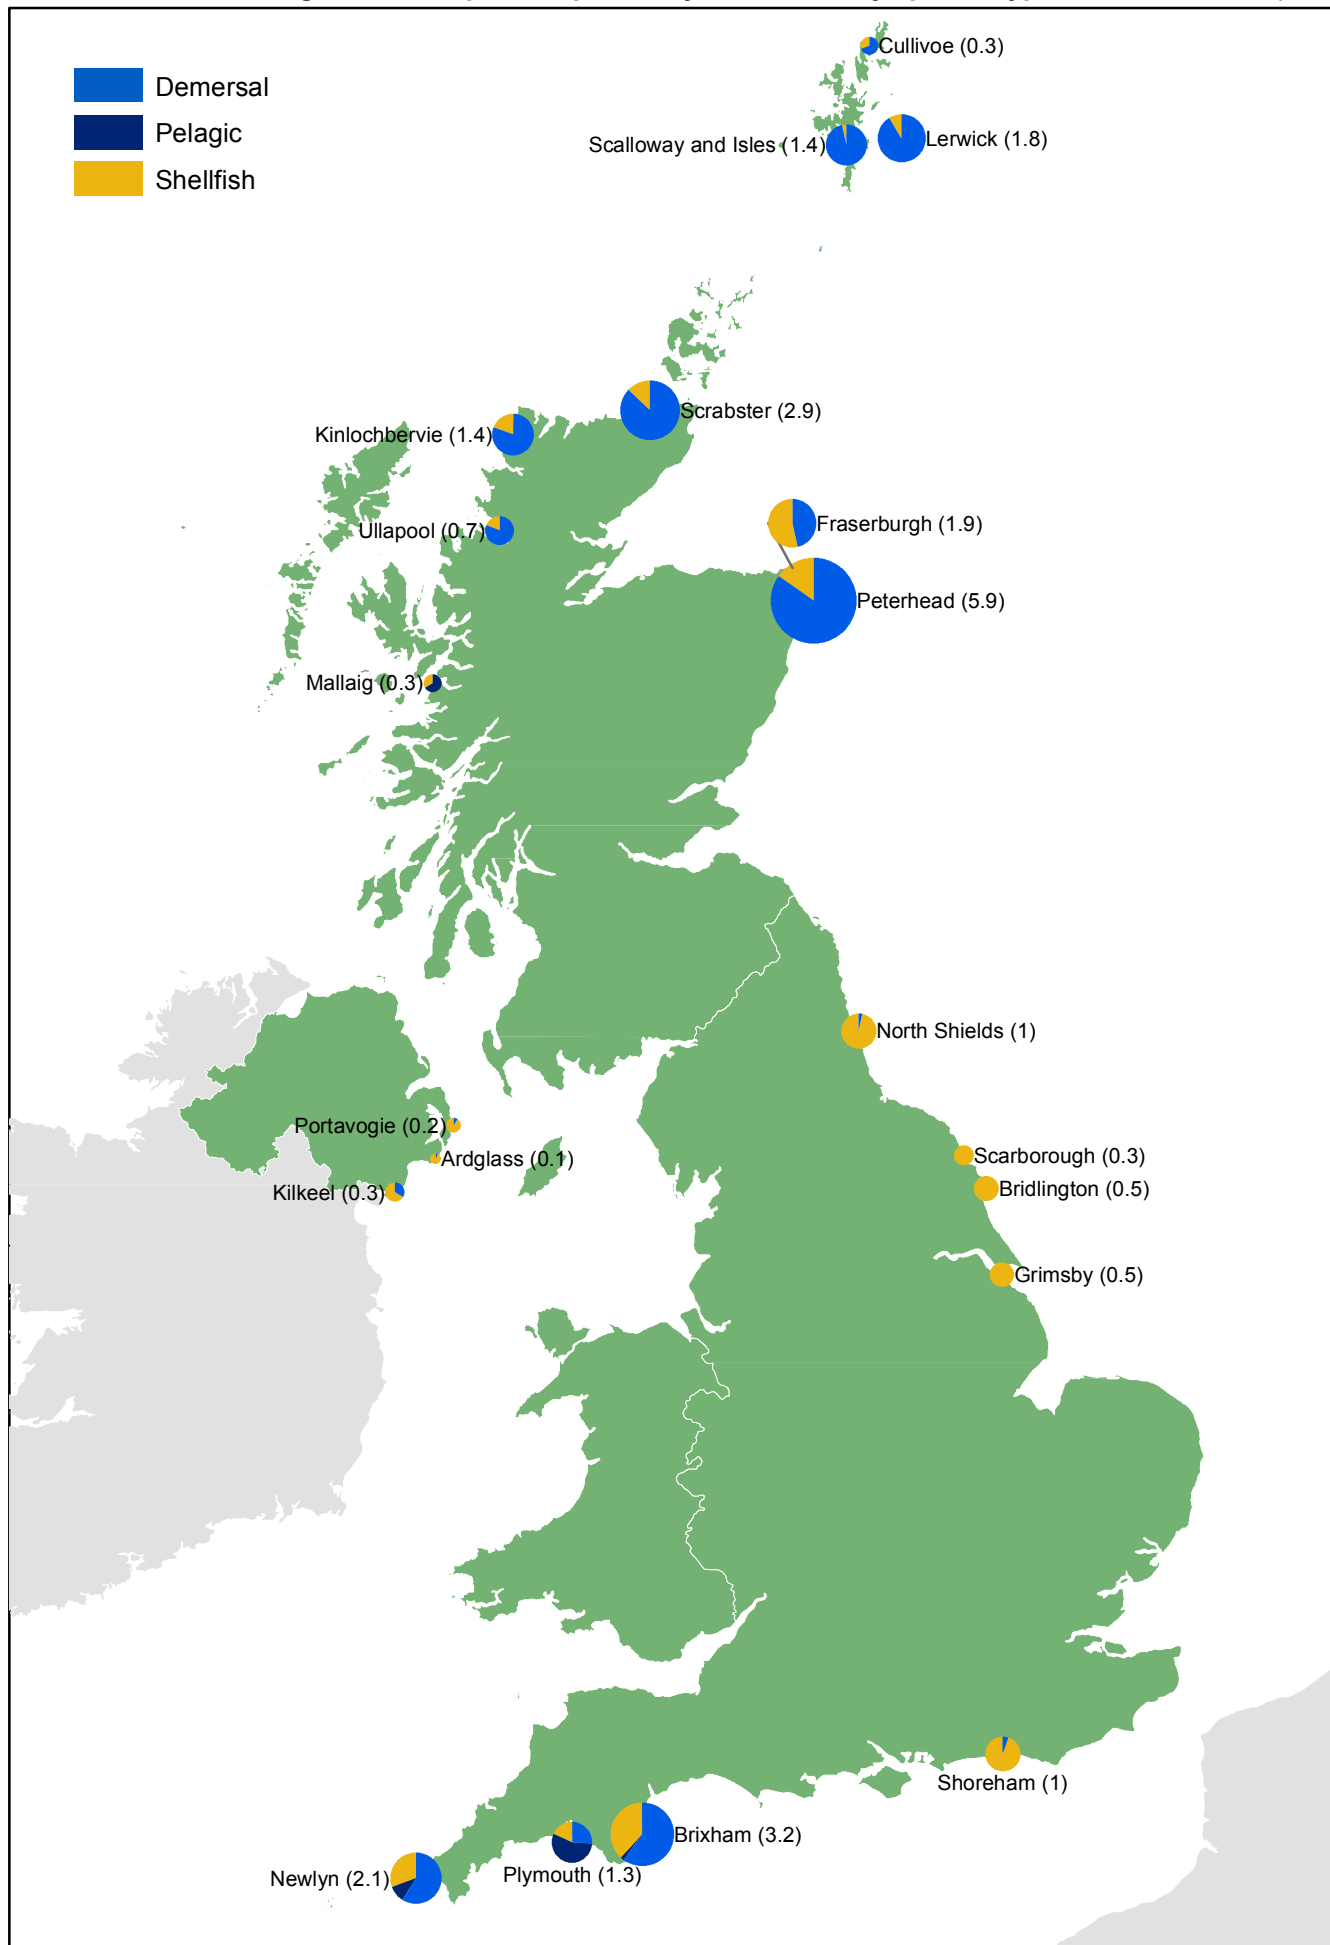 Demersal
Pelagic
Shellfish
Cullivoe (0.3)
Scalloway and Isles (1.4)
Lerwick (1.8)
Scrabster (2.9)
Kinlochbervie (1.4)
Fraserburgh (1.9)
Ullapool (0.7)
Peterhead (5.9)
Mallaig (0.3)
North Shields (1)
Portavogie (0.2)
Ardglass (0.1)
Scarborough (0.3)
Kilkeel (0.3)
Bridlington (0.5)
Grimsby (0.5)
Shoreham (1)
Brixham (3.2)
Plymouth (1.3)
Newlyn (2.1)